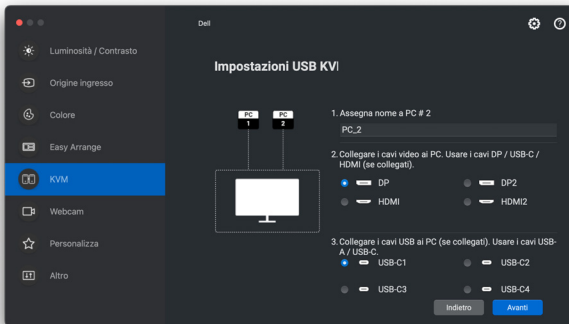 Dell
Luminosità / Contrasto
Origine ingresso
Colore
Easy Arrange
KVM
Webcam
Personalizza
Altro
Impostazioni USB KV
PC
1
PC
2
1. Assegna nome a PC # 2
PC_2
2. Collegare i cavi video ai PC. Usare i cavi DP / USB-C /
HDMI (se collegati).
DP
DP2
HDMI
HDMI2
3. Collegare i cavi USB ai PC (se collegati). Usare i cavi USB-
A / USB-C.
USB-C1
USB-C2
USB-C3
USB-C4
Indietro
Avanti